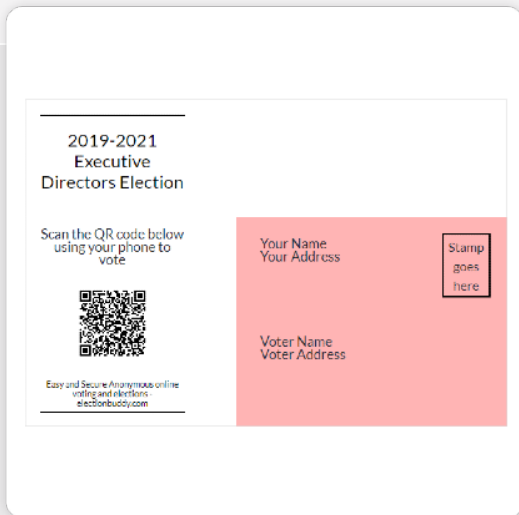 2019-2021
Executive
Directors Election
Scan the QR code below
using your phone to
vote
Easy and Secure Anonymous online
voting and elections -
electionbuddy.com
Your Name
Your Address
Stamp
goes
here
Voter Name
Voter Address